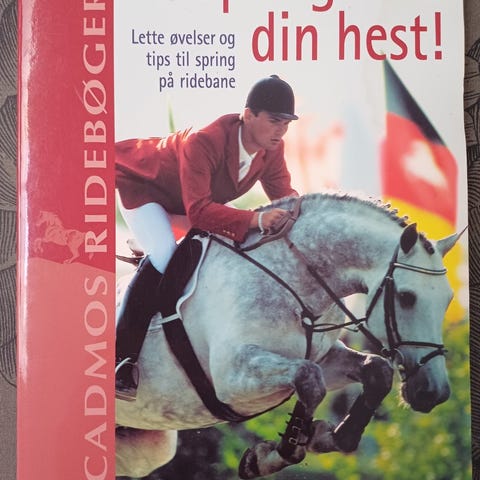 din hest!
Lette øvelser og
tips til spring
på ridebane
CADMOS RIDEBØGER